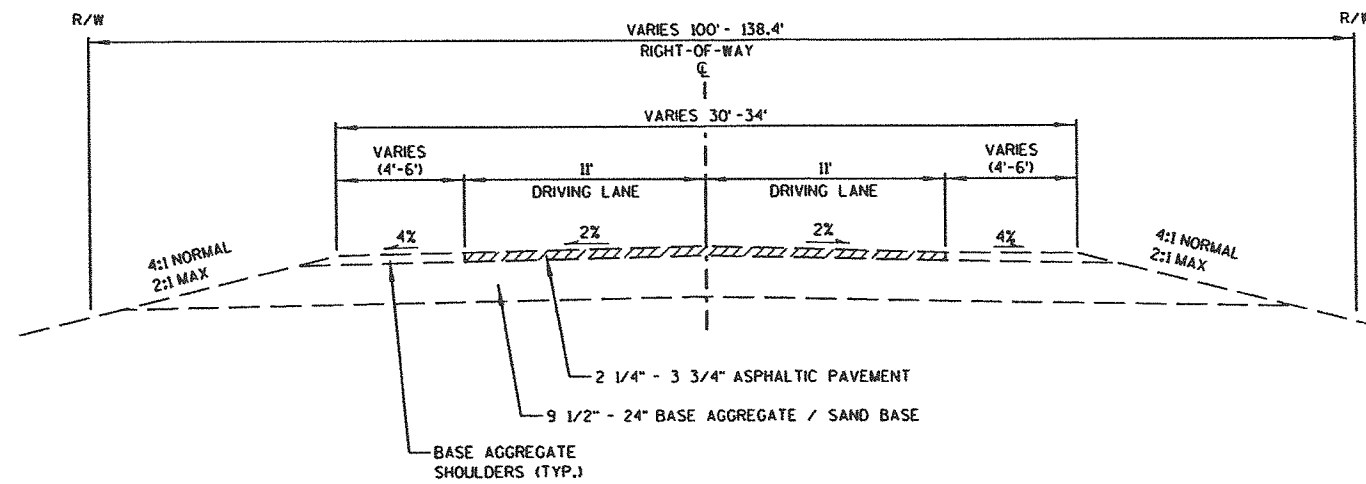 R/W
R/W
VARIES 100' - 138.4'
RIGHT-OF-WAY
℄
VARIES 30' -34'
VARIES
(4'-6')
11'
DRIVING LANE
11'
DRIVING LANE
VARIES
(4'-6')
4%
2%
2%
4%
4:1 NORMAL
2:1 MAX
4:1 NORMAL
2:1 MAX
2 1/4" - 3 3/4" ASPHALTIC PAVEMENT
9 1/2" - 24" BASE AGGREGATE / SAND BASE
BASE AGGREGATE
SHOULDERS (TYP.)